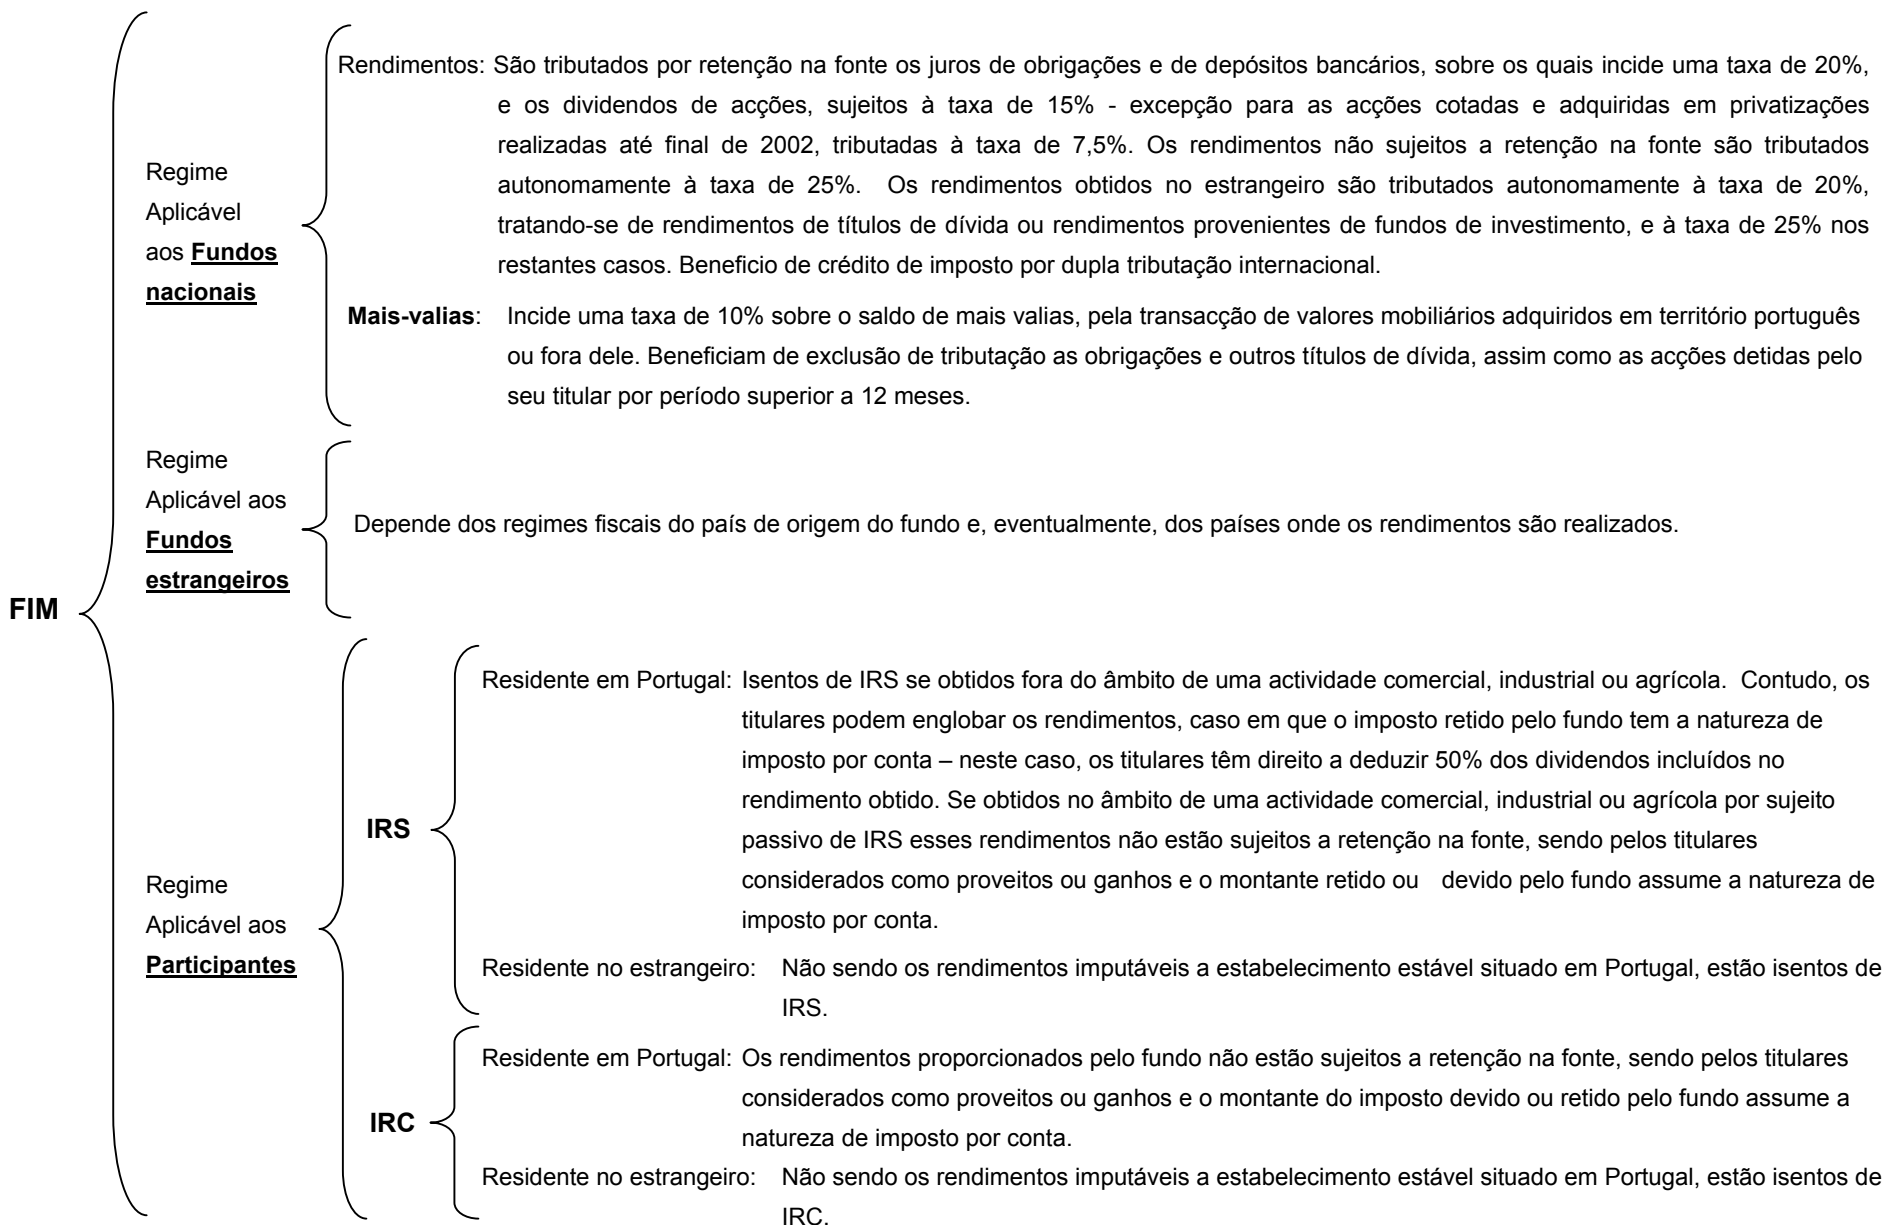 FIM
Regime
Aplicável
aos Fundos
nacionais
Rendimentos: São tributados por retenção na fonte os juros de obrigações e de depósitos bancários, sobre os quais incide uma taxa de 20%,
e os dividendos de acções, sujeitos à taxa de 15% - excepção para as acções cotadas e adquiridas em privatizações
realizadas até final de 2002, tributadas à taxa de 7,5%. Os rendimentos não sujeitos a retenção na fonte são tributados
autonomamente à taxa de 25%. Os rendimentos obtidos no estrangeiro são tributados autonomamente à taxa de 20%,
tratando-se de rendimentos de títulos de dívida ou rendimentos provenientes de fundos de investimento, e à taxa de 25% nos
restantes casos. Beneficio de crédito de imposto por dupla tributação internacional.
Mais-valias: Incide uma taxa de 10% sobre o saldo de mais valias, pela transacção de valores mobiliários adquiridos em território português
ou fora dele. Beneficiam de exclusão de tributação as obrigações e outros títulos de dívida, assim como as acções detidas pelo
seu titular por período superior a 12 meses.
Regime
Aplicável aos
Fundos
estrangeiros
Depende dos regimes fiscais do país de origem do fundo e, eventualmente, dos países onde os rendimentos são realizados.
Regime
Aplicável aos
Participantes
IRS
Residente em Portugal: Isentos de IRS se obtidos fora do âmbito de uma actividade comercial, industrial ou agrícola. Contudo, os
titulares podem englobar os rendimentos, caso em que o imposto retido pelo fundo tem a natureza de
imposto por conta – neste caso, os titulares têm direito a deduzir 50% dos dividendos incluídos no
rendimento obtido. Se obtidos no âmbito de uma actividade comercial, industrial ou agrícola por sujeito
passivo de IRS esses rendimentos não estão sujeitos a retenção na fonte, sendo pelos titulares
considerados como proveitos ou ganhos e o montante retido ou devido pelo fundo assume a natureza de
imposto por conta.
Residente no estrangeiro: Não sendo os rendimentos imputáveis a estabelecimento estável situado em Portugal, estão isentos de
IRS.
IRC
Residente em Portugal: Os rendimentos proporcionados pelo fundo não estão sujeitos a retenção na fonte, sendo pelos titulares
considerados como proveitos ou ganhos e o montante do imposto devido ou retido pelo fundo assume a
natureza de imposto por conta.
Residente no estrangeiro: Não sendo os rendimentos imputáveis a estabelecimento estável situado em Portugal, estão isentos de
IRC.